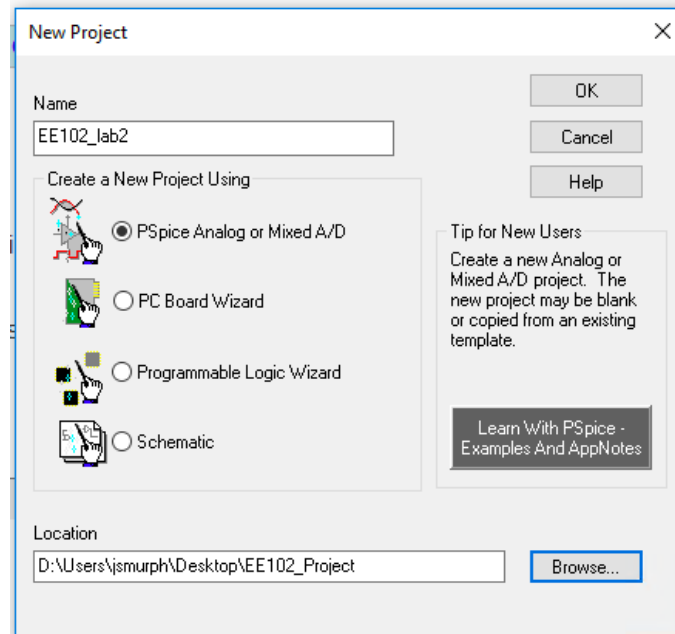 New Project
Name
EE102_lab2
OK
Cancel
Help
Create a New Project Using
PSpice Analog or Mixed A/D
PC Board Wizard
Programmable Logic Wizard
Schematic
Tip for New Users
Create a new Analog or
Mixed A/D project. The
new project may be blank
or copied from an existing
template.
Learn With PSpice -
Examples And AppNotes
Location
D:\Users\jsmurph\Desktop\EE102_Project
Browse...